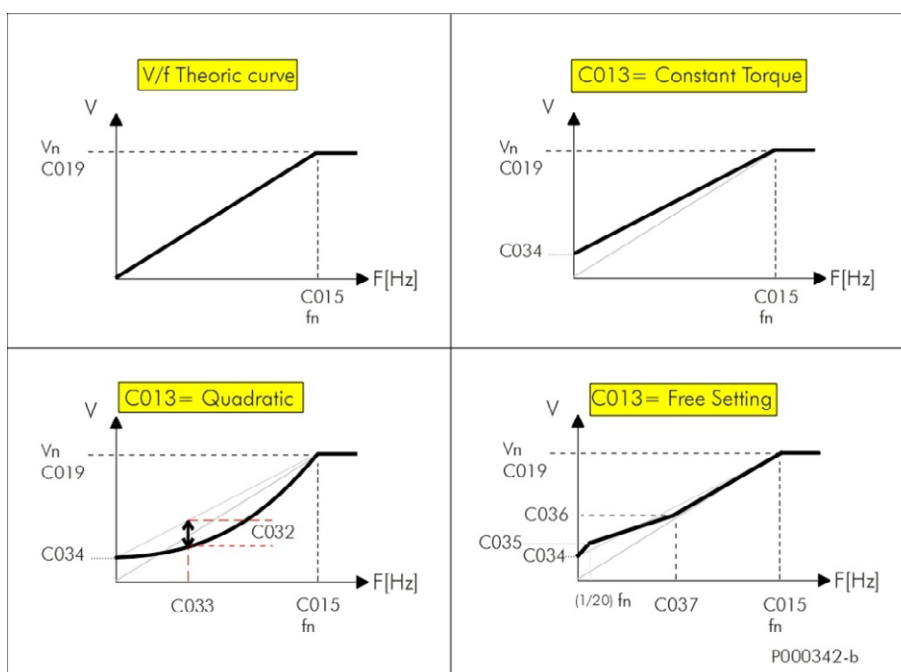 V/f Theoric curve
V
Vn
C019
F[Hz]
C015
fn
C013= Constant Torque
V
Vn
C019
C034
F[Hz]
C015
fn
C013= Quadratic
V
Vn
C019
C032
C034
F[Hz]
C033
C015
fn
C013= Free Setting
V
Vn
C019
C036
C035
C034
F[Hz]
(1/20) fn
C037
C015
fn
P000342-b